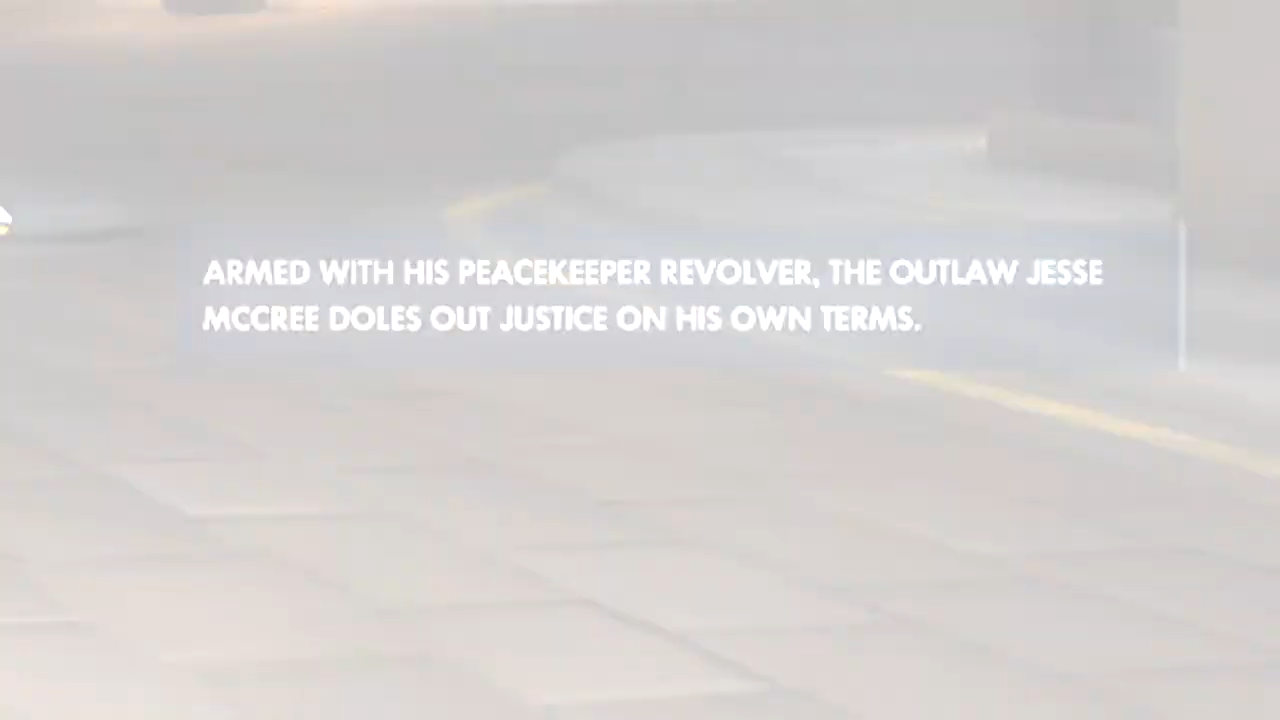 ARMED WITH HIS PEACEKEEPER REVOLVER, THE OUTLAW JESSE
MCCREE DOLES OUT JUSTICE ON HIS OWN TERMS.